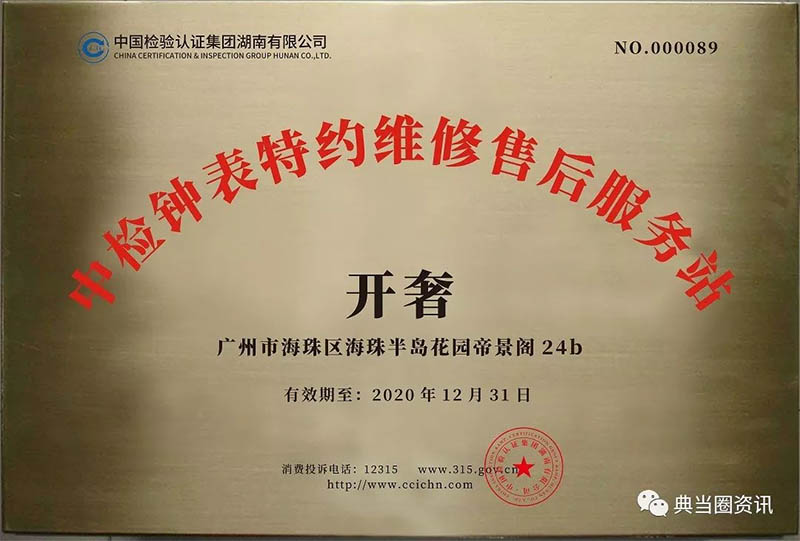 中国检验认证集团湖南有限公司
CHINA CERTIFICATION & INSPECTION GROUP HUNAN CO.,LTD.
NO.000089
中检钟表特约维修售后服务站
开奢
广州市海珠区海珠半岛花园帝景阁 24b
有效期至：2020 年 12 月 31 日
消费投诉电话：12315 www.315.gov.cn
http://www.ccichn.com
典当圈资讯